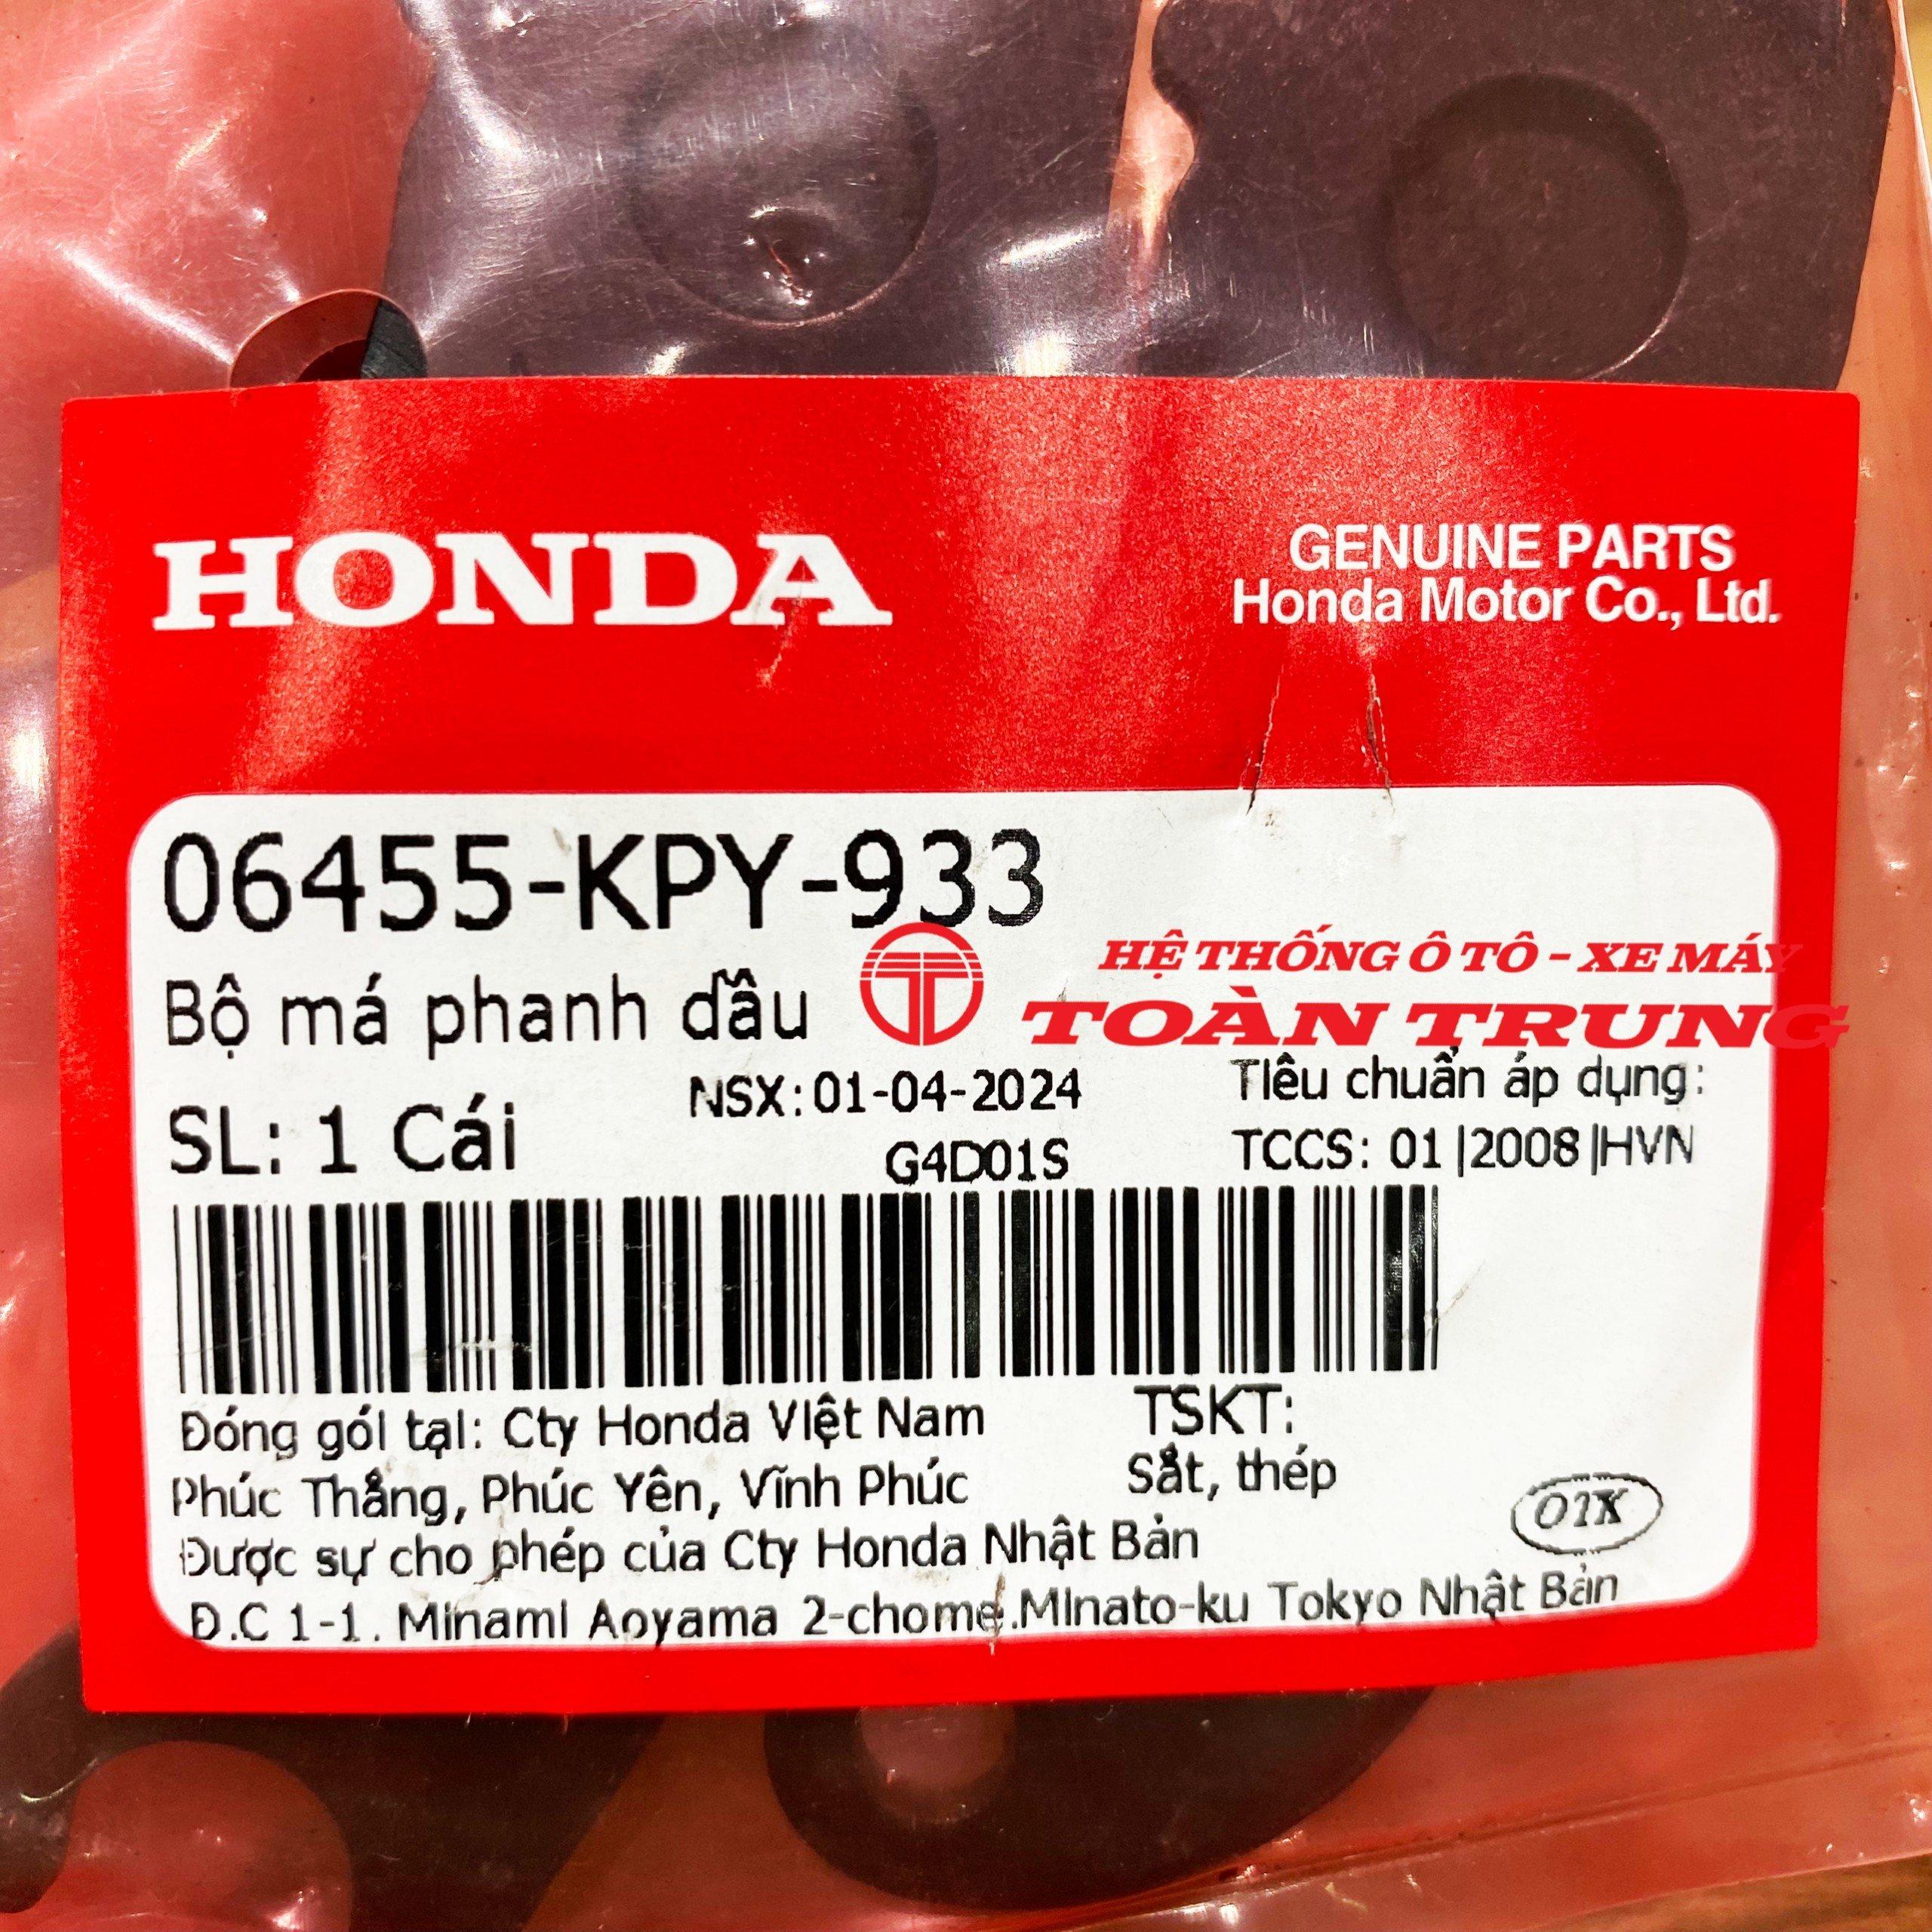 HONDA
GENUINE PARTS
Honda Motor Co., Ltd.
06455-KPY-933
HỆ THỐNG Ô TÔ - XE MÁY
TOÀN TRUNG
Bộ má phanh dầu
SL: 1 Cái
NSX: 01-04-2024
G4D01S
Tiêu chuẩn áp dụng:
TCCS: 01|2008|HVN
Đóng gói tại: Cty Honda Việt Nam
Phúc Thắng, Phúc Yên, Vĩnh Phúc
Được sự cho phép của Cty Honda Nhật Bản
Đ.C 1-1. Minami Aoyama 2-chome.Minato-ku Tokyo Nhật Bản
TSKT:
Sắt, thép